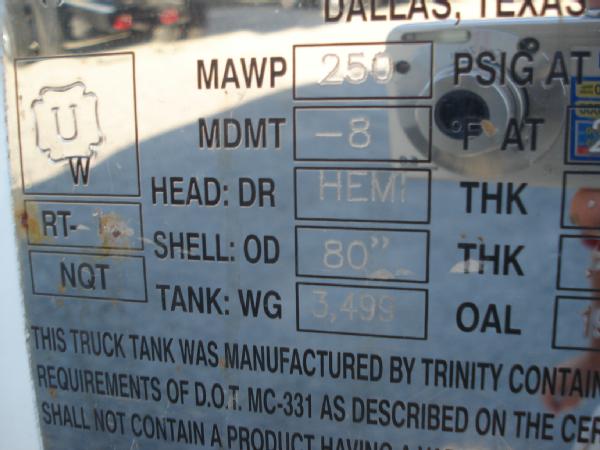 DALLAS, TEXAS
MAWP 250 PSIG AT
U
W
MDMT -8 °F AT
HEAD: DR HEMI THK
RT-
SHELL: OD 80" THK
NQT
TANK: WG 3,499 OAL
THIS TRUCK TANK WAS MANUFACTURED BY TRINITY CONTAIN
REQUIREMENTS OF D.O.T. MC-331 AS DESCRIBED ON THE CER
SHALL NOT CONTAIN A PRODUCT HAVING A